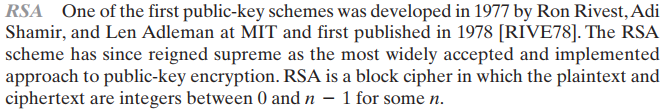 RSA One of the first public-key schemes was developed in 1977 by Ron Rivest, Adi
Shamir, and Len Adleman at MIT and first published in 1978 [RIVE78]. The RSA
scheme has since reigned supreme as the most widely accepted and implemented
approach to public-key encryption. RSA is a block cipher in which the plaintext and
ciphertext are integers between 0 and n − 1 for some n.